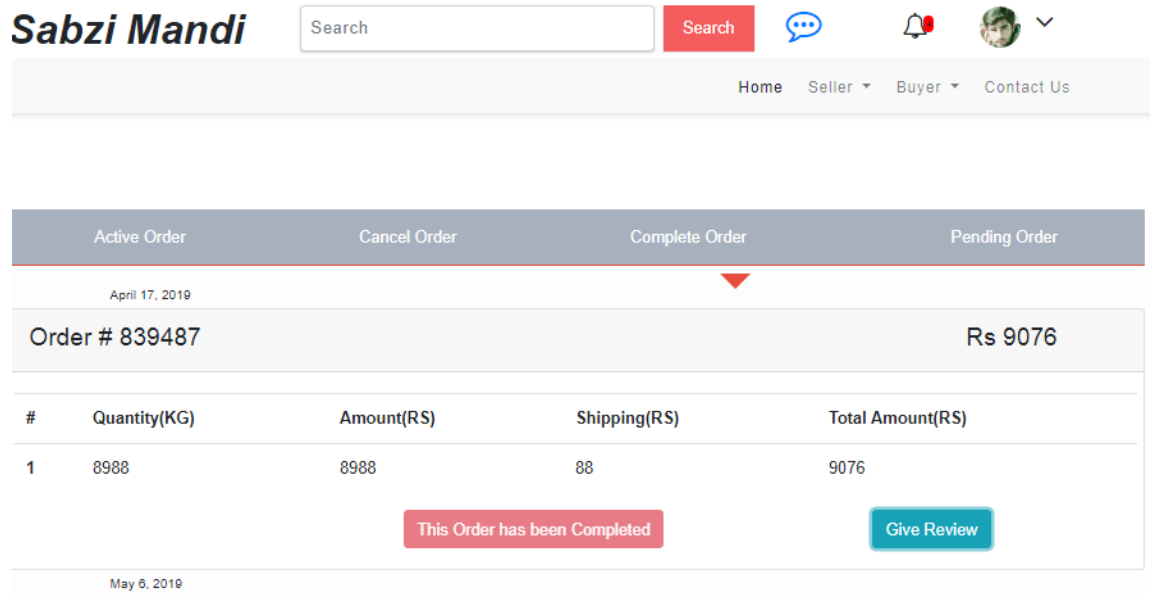 Sabzi Mandi Search Search
Home Seller Buyer Contact Us
Active Order Cancel Order Complete Order Pending Order
April 17, 2019
Order # 839487 Rs 9076
# Quantity(KG) Amount(RS) Shipping(RS) Total Amount(RS)
1 8988 8988 88 9076
This Order has been Completed Give Review
May 6, 2019